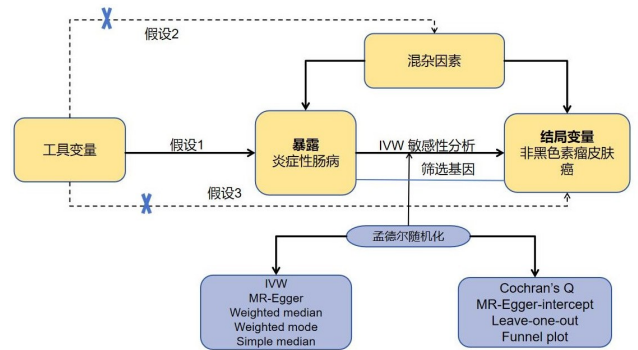 假设2
混杂因素
工具变量
假设1
暴露
炎症性肠病
IVW 敏感性分析
筛选基因
结局变量
非黑色素瘤皮肤
癌
假设3
孟德尔随机化
IVW
MR-Egger
Weighted median
Weighted mode
Simple median
Cochran’s Q
MR-Egger-intercept
Leave-one-out
Funnel plot